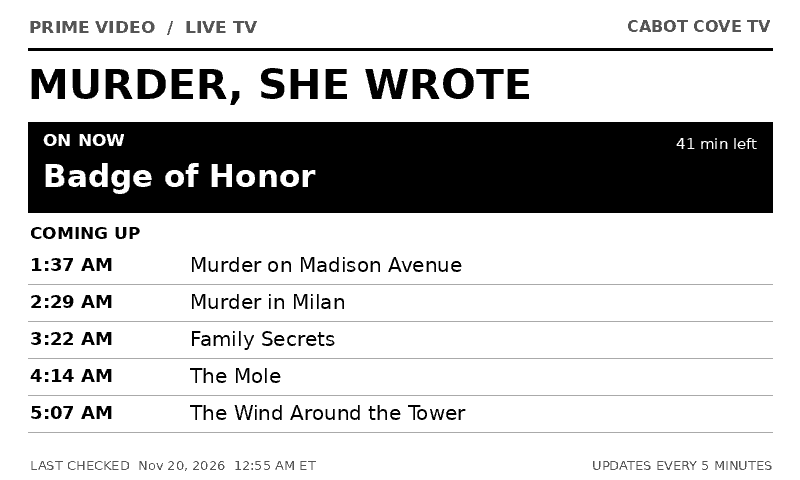 PRIME VIDEO / LIVE TV CABOT COVE TV
MURDER, SHE WROTE
ON NOW 41 min left
Badge of Honor
COMING UP
1:37 AM Murder on Madison Avenue
2:29 AM Murder in Milan
3:22 AM Family Secrets
4:14 AM The Mole
5:07 AM The Wind Around the Tower
LAST CHECKED Nov 20, 2026 12:55 AM ET UPDATES EVERY 5 MINUTES